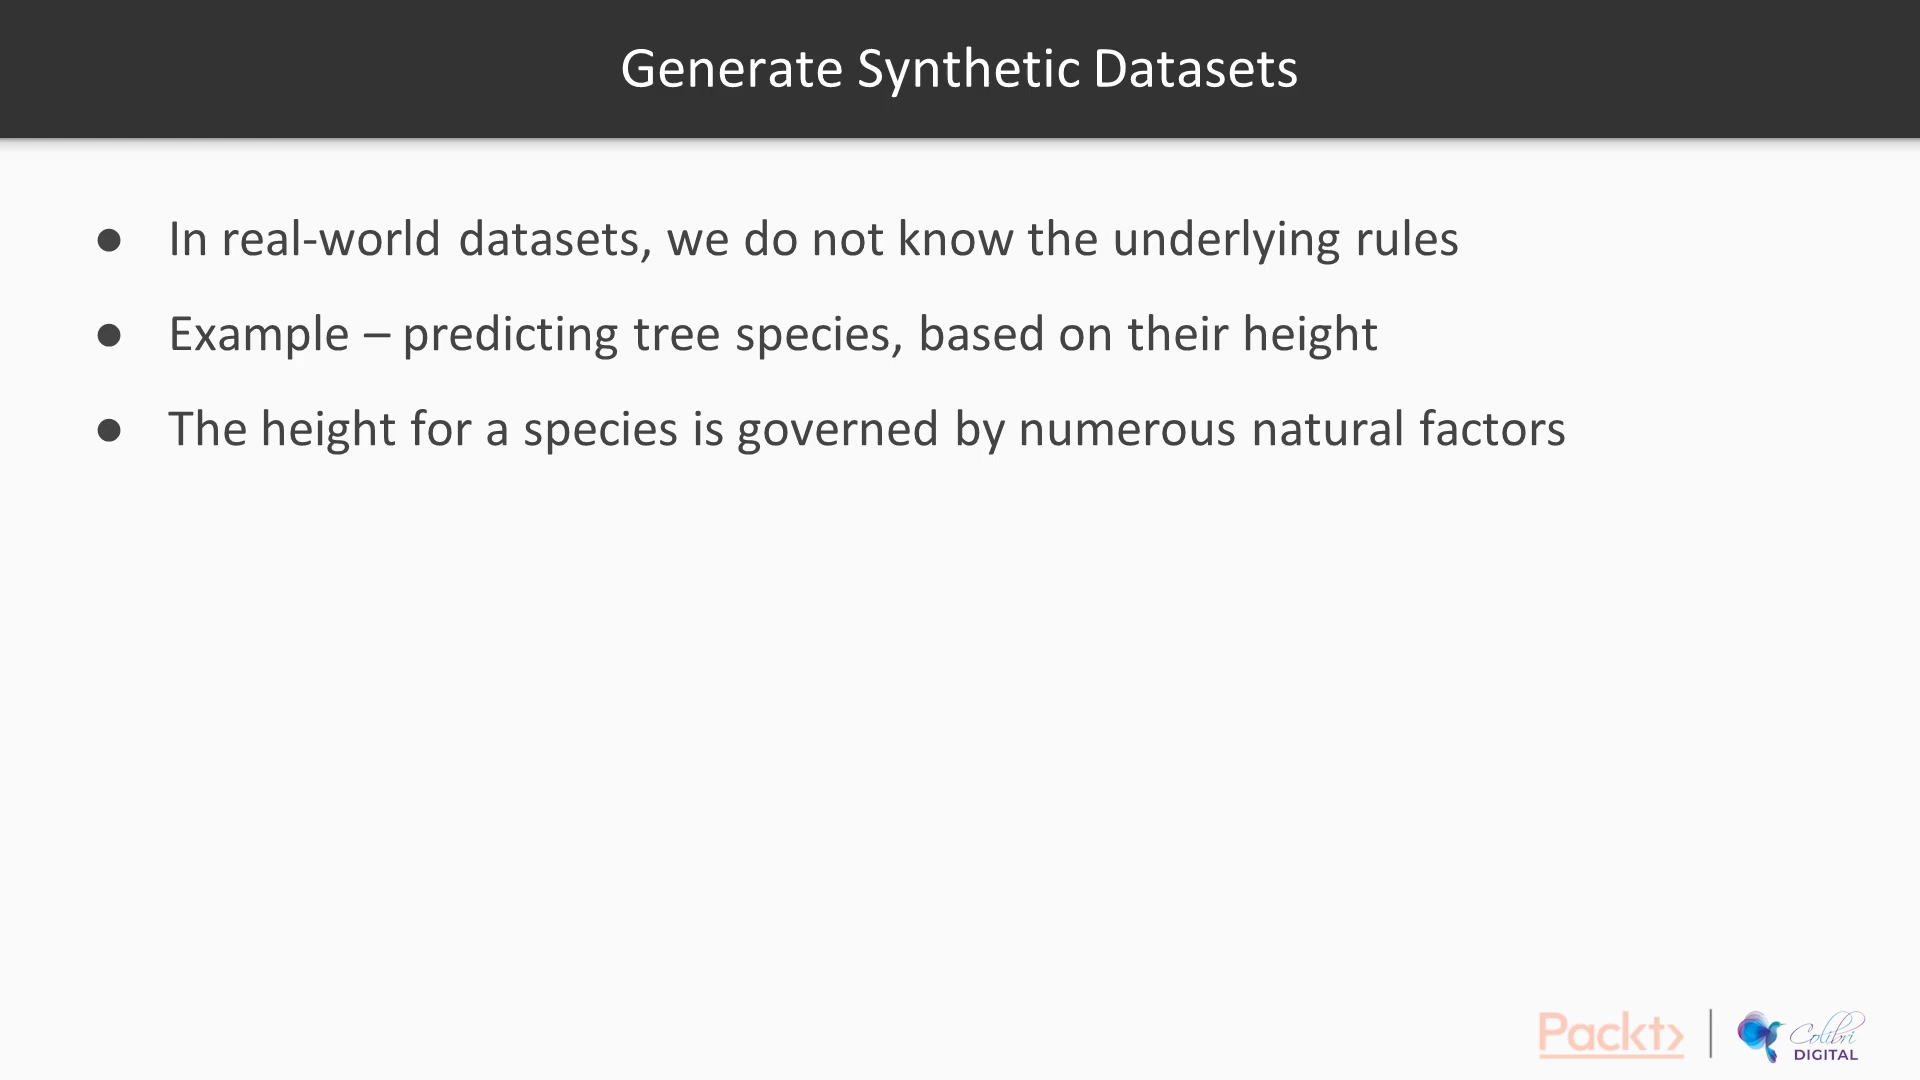 Generate Synthetic Datasets
● In real-world datasets, we do not know the underlying rules
● Example – predicting tree species, based on their height
● The height for a species is governed by numerous natural factors
Packt>
Colibri
DIGITAL